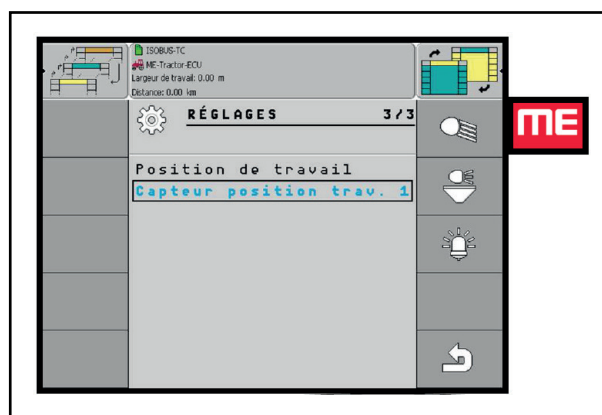 ISOBUS-TC
ME-Tractor-ECU
Largeur de travail: 0.00 m
Distance: 0.00 km
RÉGLAGES 3/3
ME
Position de travail
Capteur position trav. 1